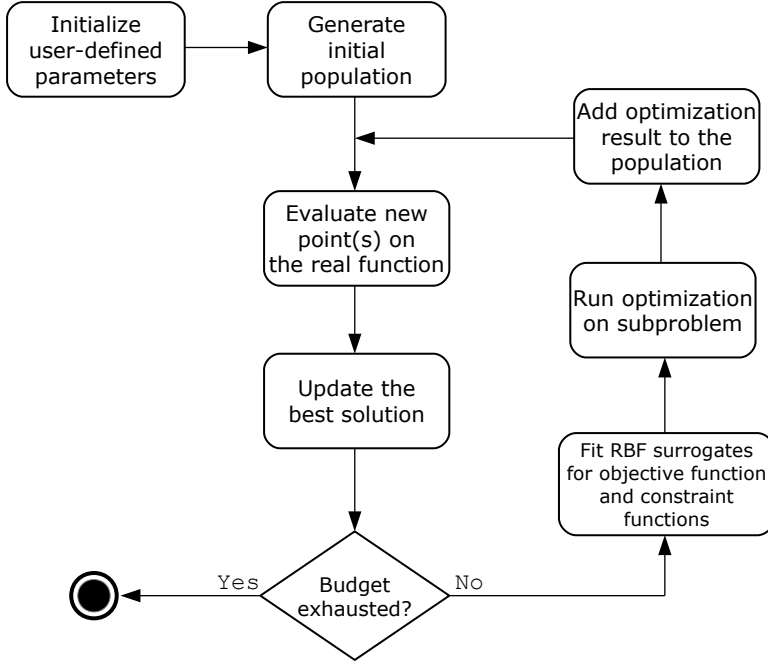 Initialize
user-defined
parameters
Generate
initial
population
Add optimization
result to the
population
Evaluate new
point(s) on
the real function
Run optimization
on subproblem
Update the
best solution
Fit RBF surrogates
for objective function
and constraint
functions
Yes
Budget
exhausted?
No